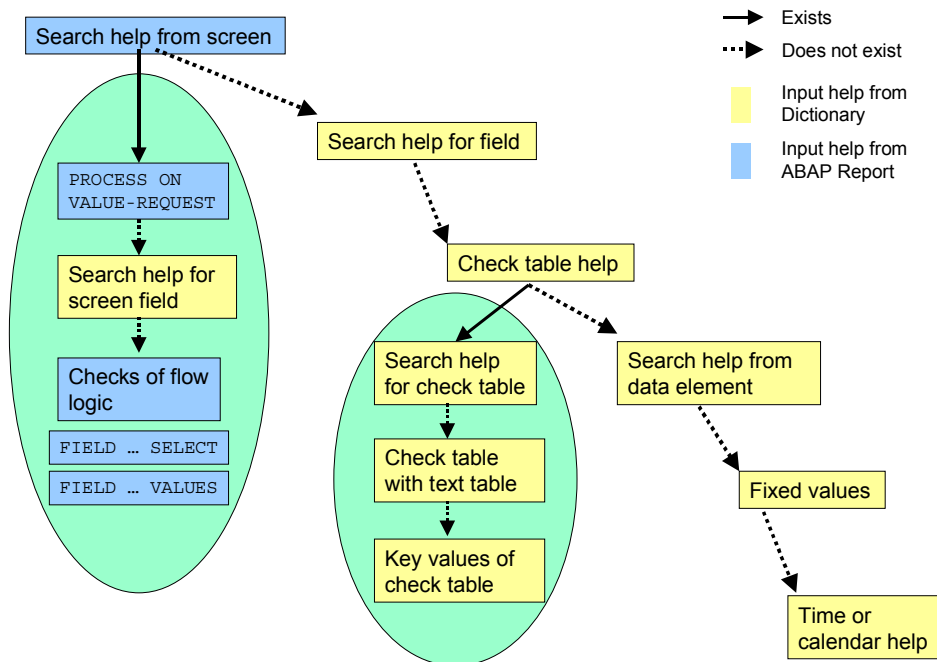 Search help from screen
Exists
Does not exist
Input help from
Dictionary
Input help from
ABAP Report
Search help for field
PROCESS ON
VALUE-REQUEST
Search help for
screen field
Checks of flow
logic
FIELD … SELECT
FIELD … VALUES
Check table help
Search help
for check table
Check table
with text table
Key values of
check table
Search help from
data element
Fixed values
Time or
calendar help